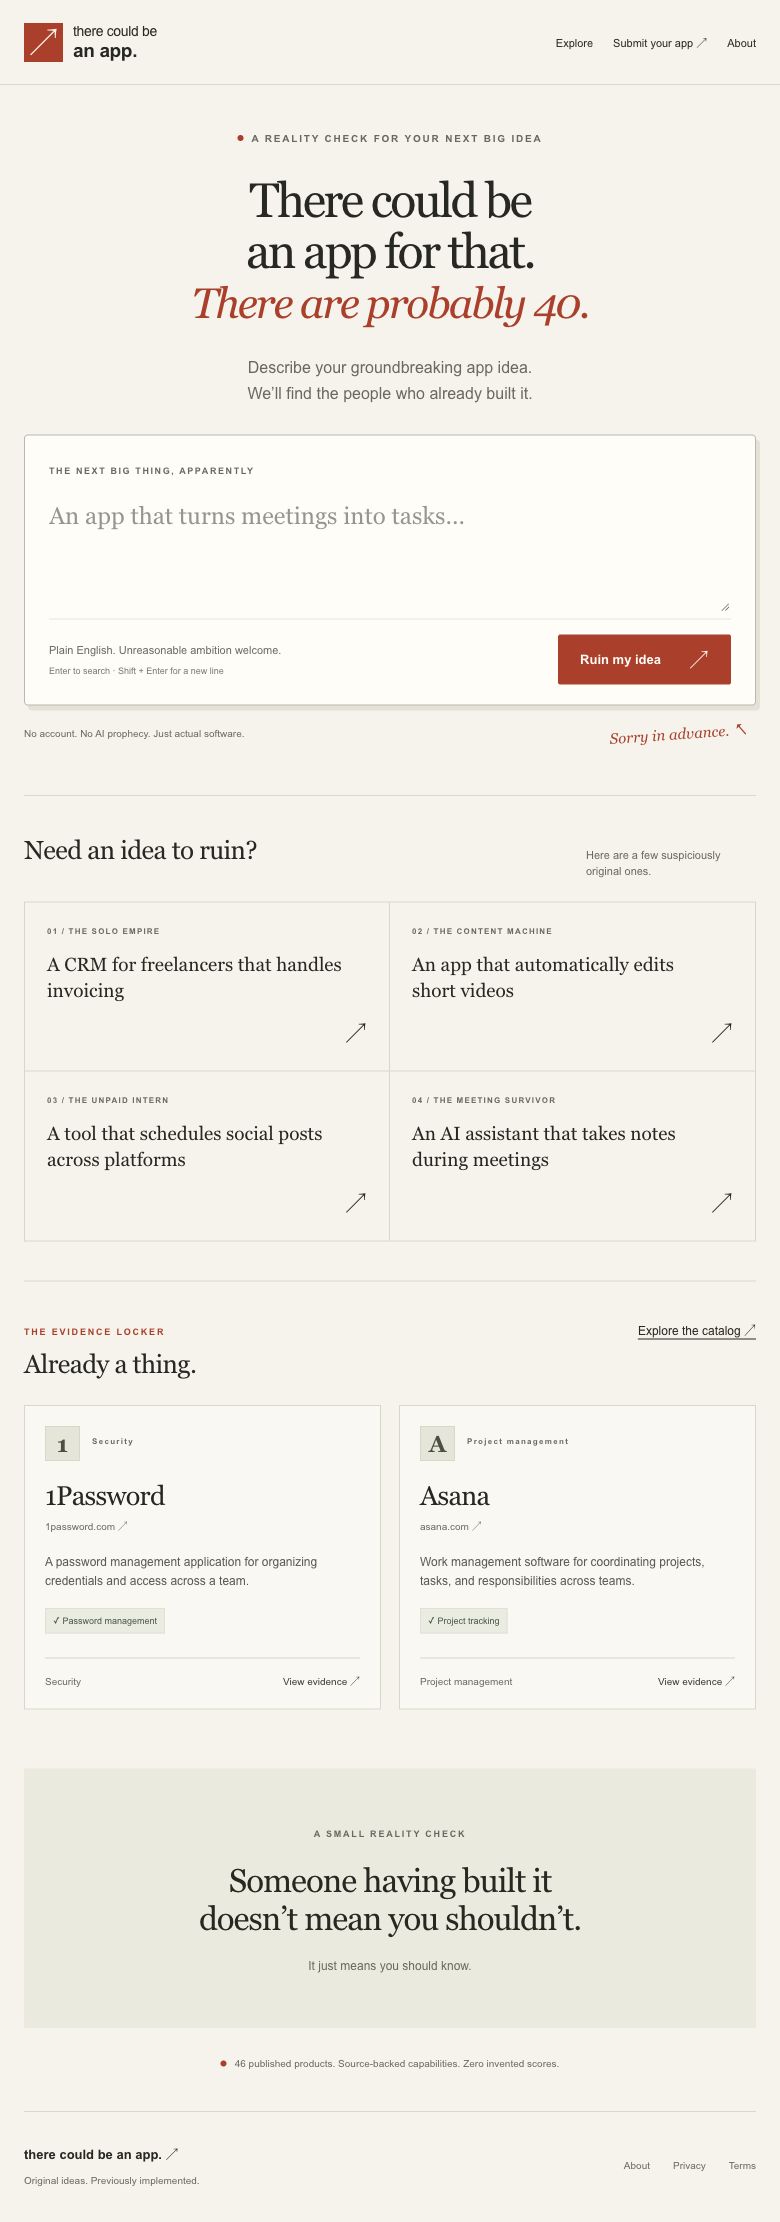 there could be
an app.
Explore
Submit your app ↗
About
A REALITY CHECK FOR YOUR NEXT BIG IDEA
There could be
an app for that.
There are probably 40.
Describe your groundbreaking app idea.
We’ll find the people who already built it.
THE NEXT BIG THING, APPARENTLY
An app that turns meetings into tasks...
Plain English. Unreasonable ambition welcome.
Enter to search · Shift + Enter for a new line
Ruin my idea
No account. No AI prophecy. Just actual software.
Sorry in advance. ↖
Need an idea to ruin?
Here are a few suspiciously
original ones.
01 / THE SOLO EMPIRE
A CRM for freelancers that handles
invoicing
02 / THE CONTENT MACHINE
An app that automatically edits
short videos
03 / THE UNPAID INTERN
A tool that schedules social posts
across platforms
04 / THE MEETING SURVIVOR
An AI assistant that takes notes
during meetings
THE EVIDENCE LOCKER
Already a thing.
Explore the catalog ↗
1
Security
1Password
1password.com ↗
A password management application for organizing
credentials and access across a team.
✓ Password management
Security
View evidence ↗
A
Project management
Asana
asana.com ↗
Work management software for coordinating projects,
tasks, and responsibilities across teams.
✓ Project tracking
Project management
View evidence ↗
A SMALL REALITY CHECK
Someone having built it
doesn’t mean you shouldn’t.
It just means you should know.
46 published products. Source-backed capabilities. Zero invented scores.
there could be an app. ↗
Original ideas. Previously implemented.
About
Privacy
Terms